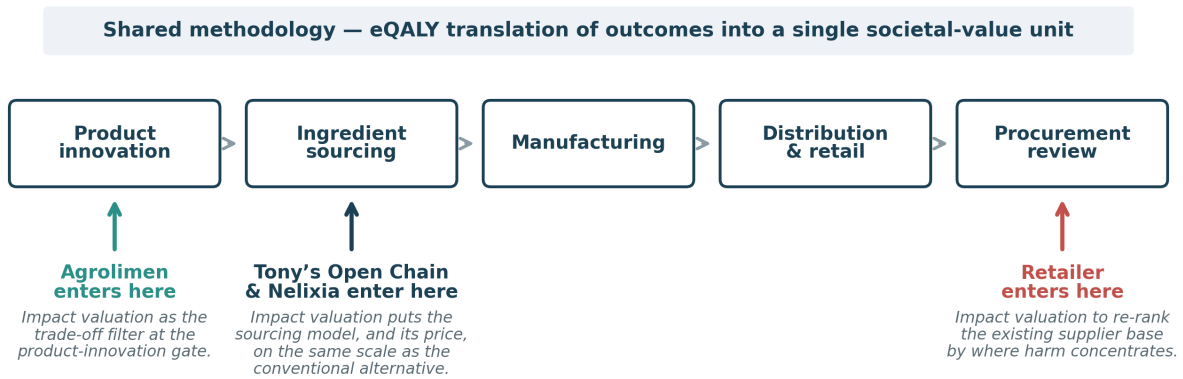 Shared methodology — eQALY translation of outcomes into a single societal-value unit
Product
innovation
Ingredient
sourcing
Manufacturing
Distribution
& retail
Procurement
review
Agrolimen
enters here
Impact valuation as the
trade-off filter at the
product-innovation gate.
Tony’s Open Chain
& Nelixia enter here
Impact valuation puts the
sourcing model, and its price,
on the same scale as the
conventional alternative.
Retailer
enters here
Impact valuation to re-rank
the existing supplier base
by where harm concentrates.